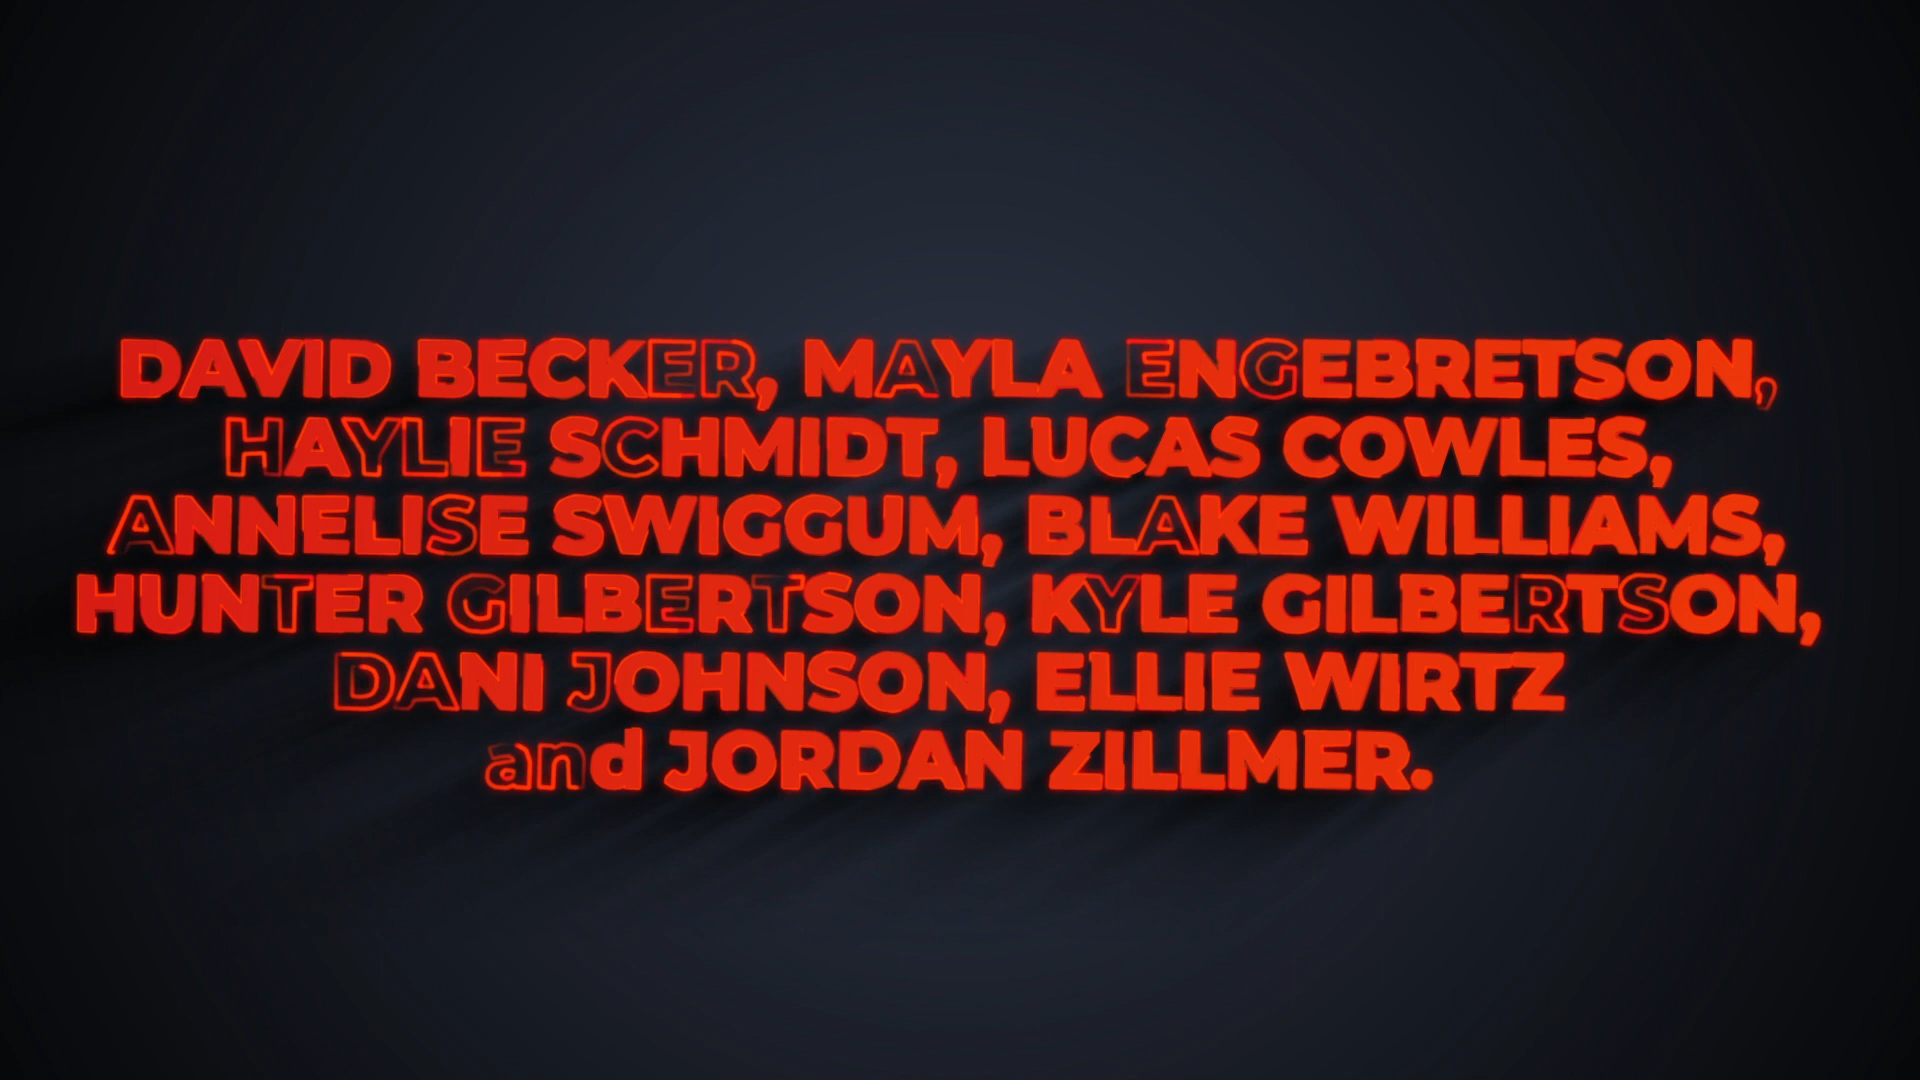 DAVID BECKER, MAYLA ENGEBRETSON,
HAYLIE SCHMIDT, LUCAS COWLES,
ANNELISE SWIGGUM, BLAKE WILLIAMS,
HUNTER GILBERTSON, KYLE GILBERTSON,
DANI JOHNSON, ELLIE WIRTZ
and JORDAN ZILLMER.